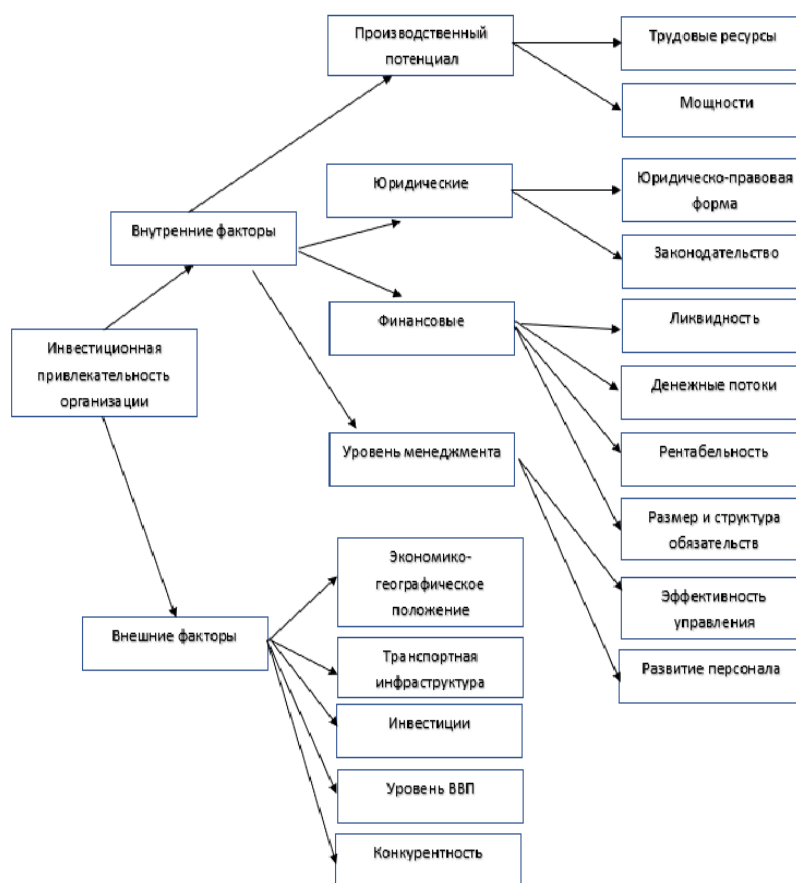 Производственный
потенциал
Трудовые ресурсы
Мощности
Юридические
Юридическо-правовая
форма
Внутренние факторы
Законодательство
Финансовые
Ликвидность
Инвестиционная
привлекательность
организации
Денежные потоки
Уровень менеджмента
Рентабельность
Размер и структура
обязательств
Экономико-
географическое
положение
Эффективность
управления
Внешние факторы
Транспортная
инфраструктура
Развитие персонала
Инвестиции
Уровень ВВП
Конкурентность